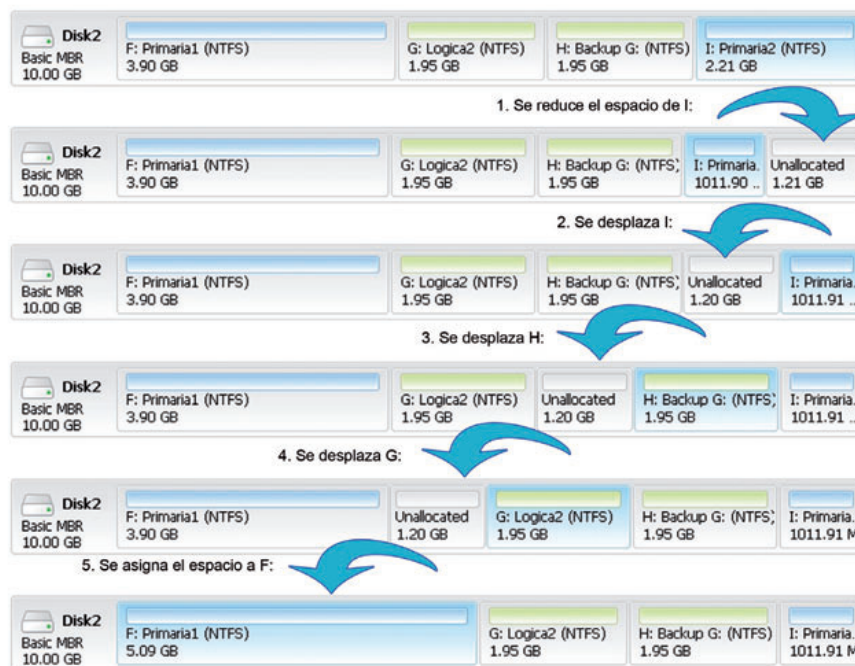 Disk2
Basic MBR
10.00 GB
F: Primaria1 (NTFS)
3.90 GB
G: Logica2 (NTFS)
1.95 GB
H: Backup G: (NTFS)
1.95 GB
I: Primaria2 (NTFS)
2.21 GB
1. Se reduce el espacio de I:
Disk2
Basic MBR
10.00 GB
F: Primaria1 (NTFS)
3.90 GB
G: Logica2 (NTFS)
1.95 GB
H: Backup G: (NTFS;
1.95 GB
I: Primaria.
1011.90 ..
Unallocated
1.21 GB
2. Se desplaza I:
Disk2
Basic MBR
10.00 GB
F: Primaria1 (NTFS)
3.90 GB
G: Logica2 (NTFS)
1.95 GB
H: Backup G: (NTFS;
1.95 GB
Unallocated
1.20 GB
I: Primaria.
1011.91 ..
3. Se desplaza H:
Disk2
Basic MBR
10.00 GB
F: Primaria1 (NTFS)
3.90 GB
G: Logica2 (NTFS)
1.95 GB
Unallocated
1.20 GB
H: Backup G: (NTFS;
1.95 GB
I: Primaria.
1011.91 ..
4. Se desplaza G:
Disk2
Basic MBR
10.00 GB
F: Primaria1 (NTFS)
3.90 GB
Unallocated
1.20 GB
G: Logica2 (NTFS)
1.95 GB
H: Backup G: (NTFS;
1.95 GB
I: Primaria.
1011.91 M
5. Se asigna el espacio a F:
Disk2
Basic MBR
10.00 GB
F: Primaria1 (NTFS)
5.09 GB
G: Logica2 (NTFS)
1.95 GB
H: Backup G: (NTFS)
1.95 GB
I: Primaria.
1011.91 M